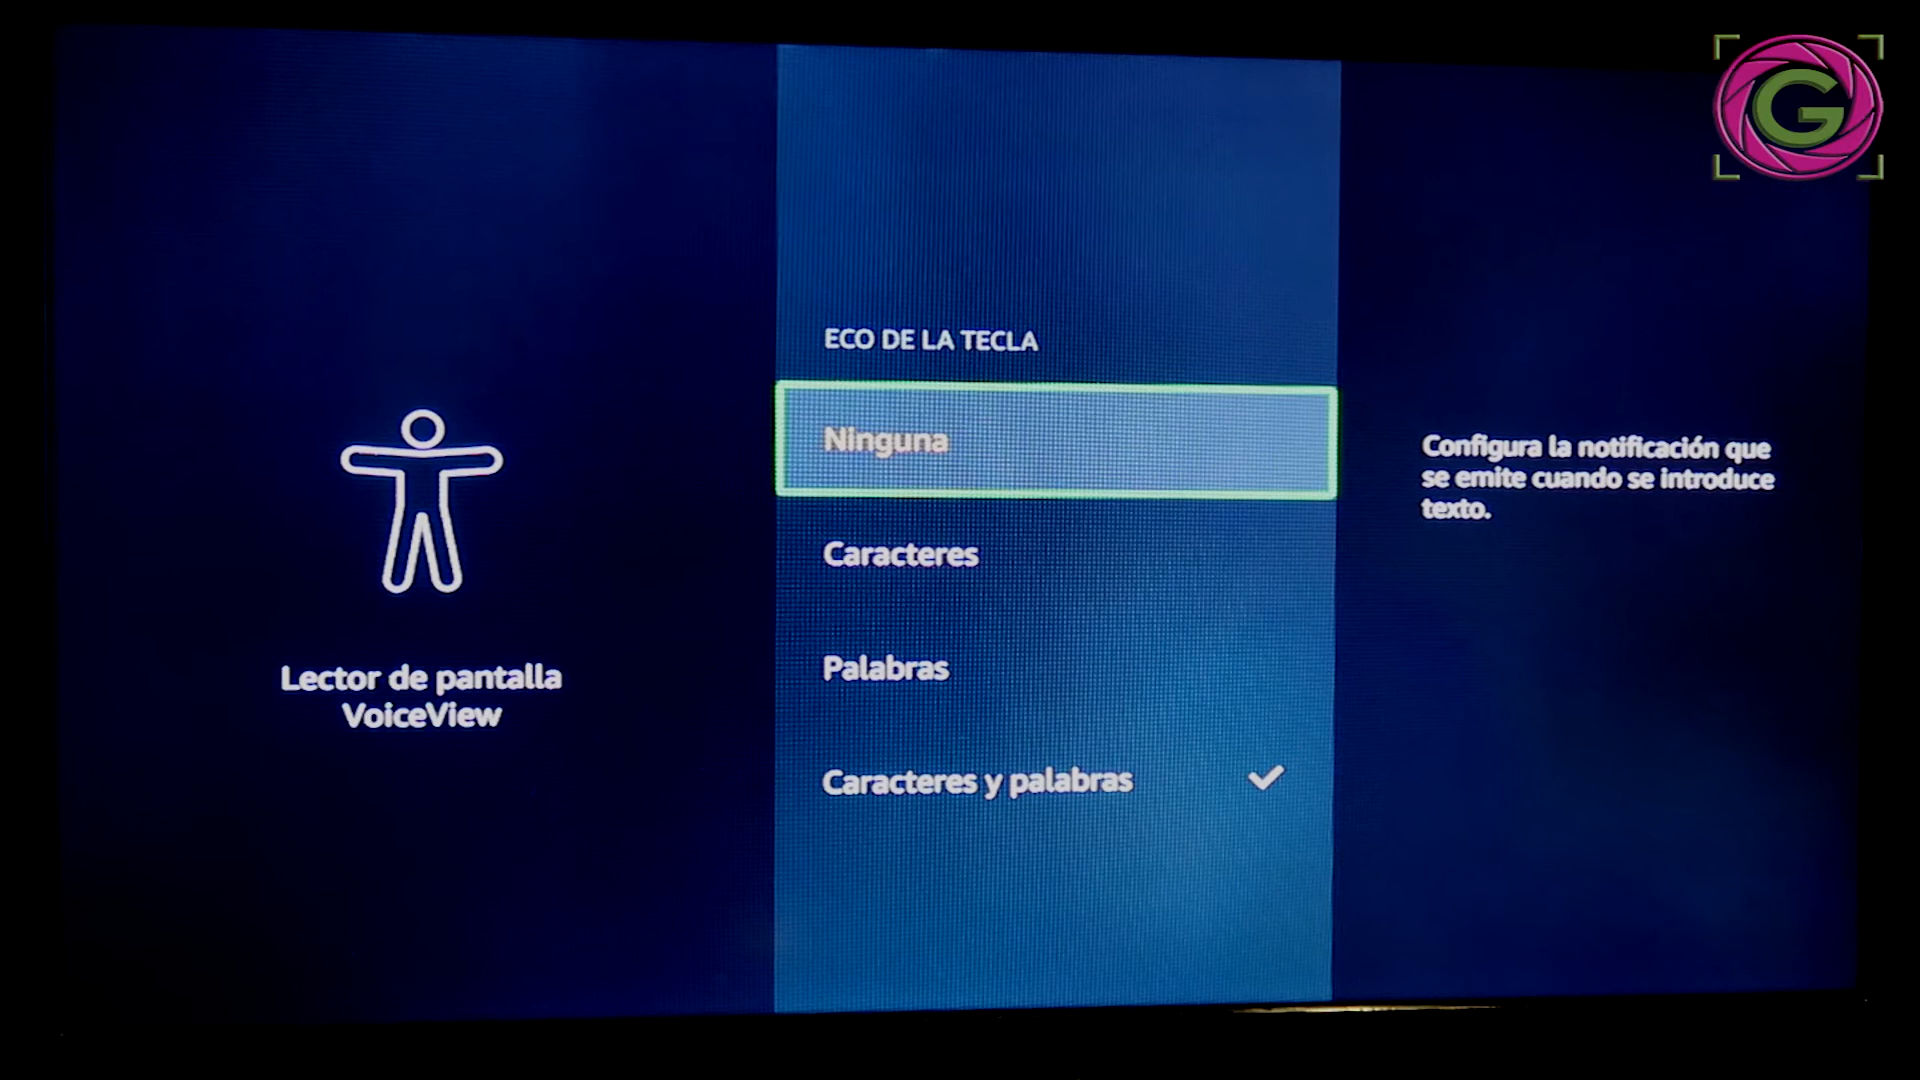 G
ECO DE LA TECLA
Ninguna
Caracteres
Palabras
Caracteres y palabras
Lector de pantalla
VoiceView
Configura la notificación que
se emite cuando se introduce
texto.